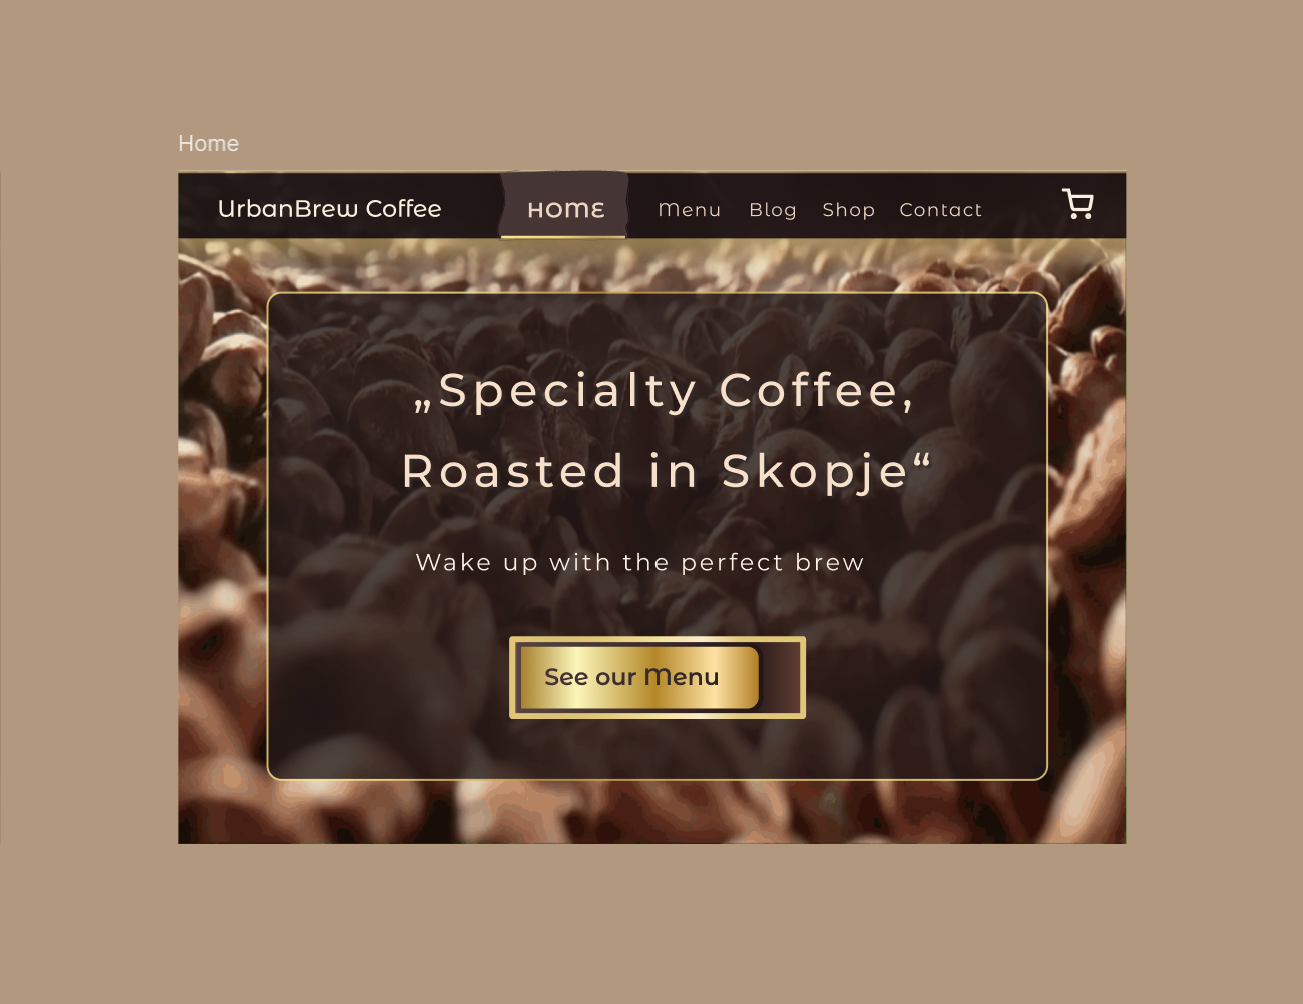 Home
UrbanBrew Coffee HOME Menu Blog Shop Contact
„Specialty Coffee,
Roasted in Skopje“
Wake up with the perfect brew
See our Menu